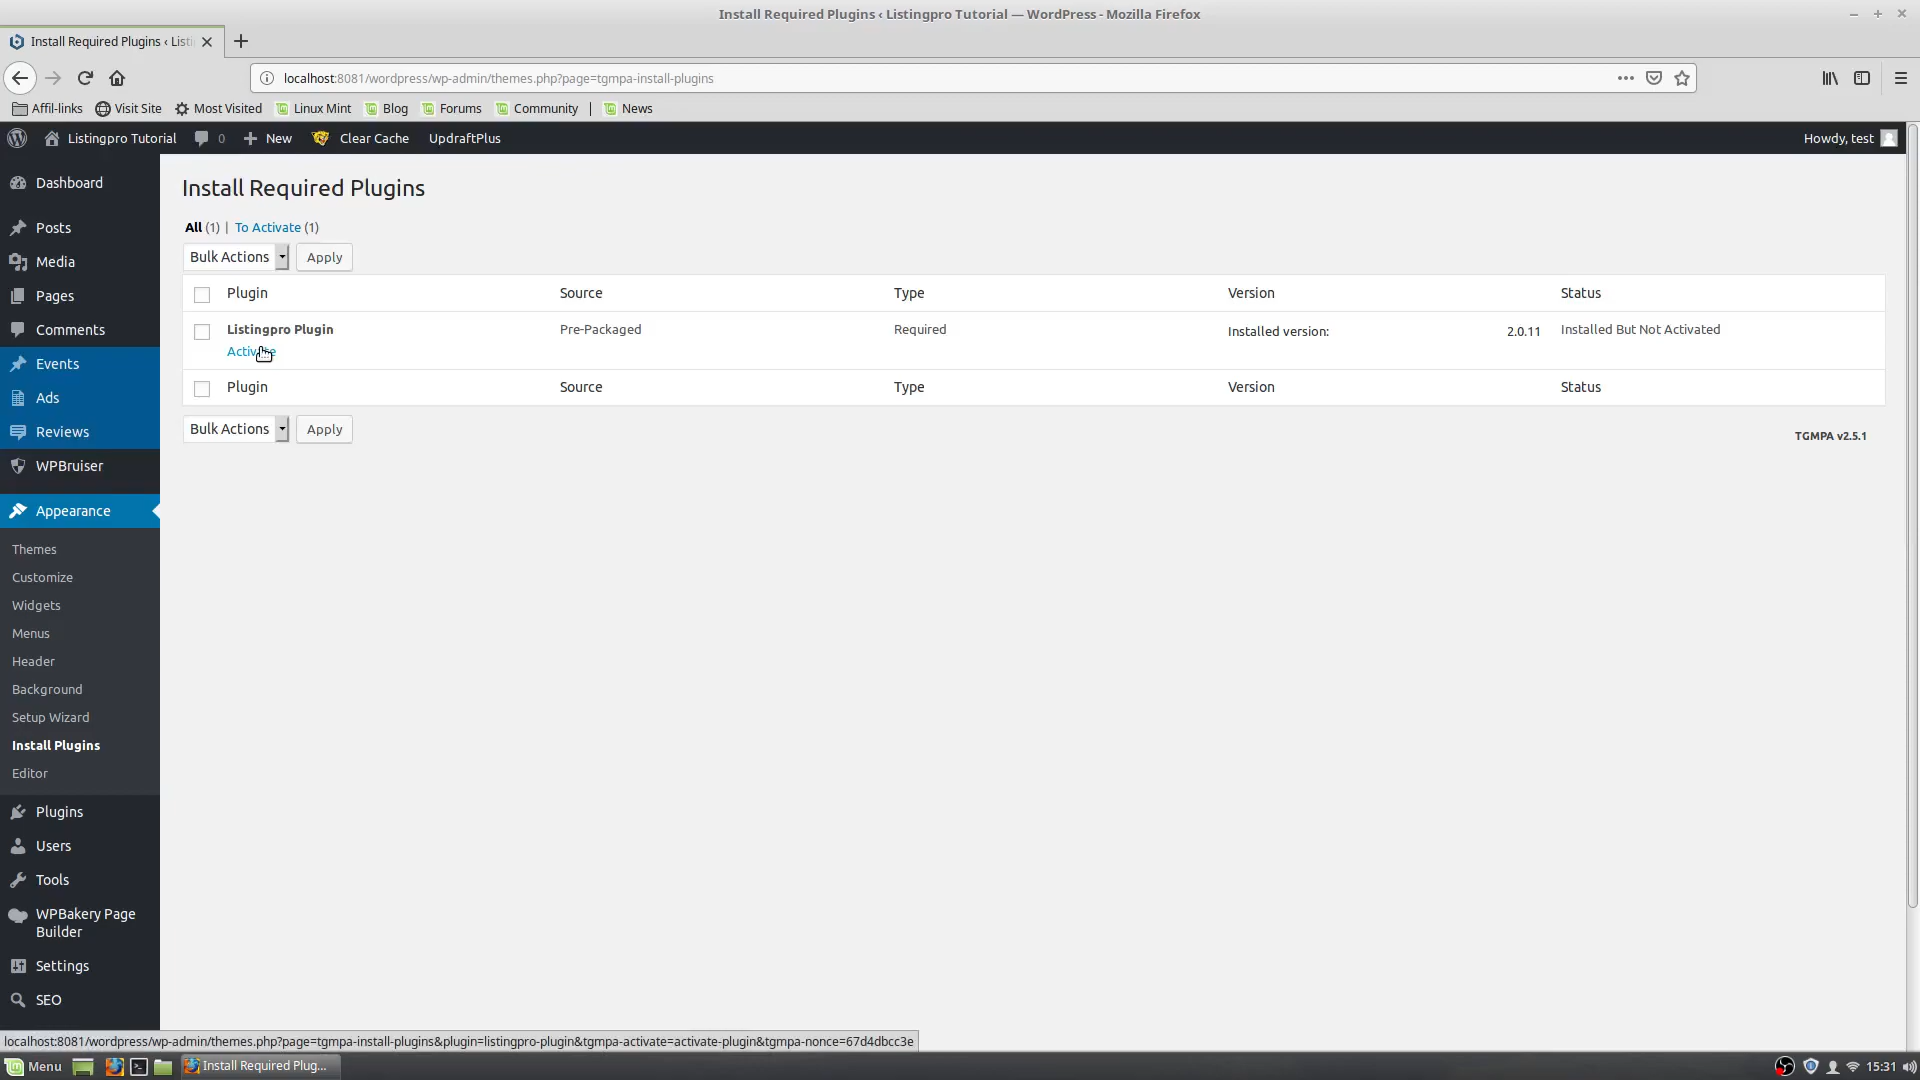 Install Required Plugins ‹ Listingpro Tutorial — WordPress - Mozilla Firefox
Install Required Plugins ‹ Listi
localhost:8081/wordpress/wp-admin/themes.php?page=tgmpa-install-plugins
Affil-links Visit Site Most Visited Linux Mint Blog Forums Community | News
Listingpro Tutorial 0 New Clear Cache UpdraftPlus Howdy, test
Dashboard
Posts
Media
Pages
Comments
Events
Ads
Reviews
WPBruiser
Appearance
Themes
Customize
Widgets
Menus
Header
Background
Setup Wizard
Install Plugins
Editor
Plugins
Users
Tools
WPBakery Page
Builder
Settings
SEO
Install Required Plugins
All (1) | To Activate (1)
Bulk Actions Apply
Plugin Source Type Version Status
Listingpro Plugin Pre-Packaged Required Installed version: 2.0.11 Installed But Not Activated
Activate
Plugin Source Type Version Status
Bulk Actions Apply
TGMPA v2.5.1
localhost:8081/wordpress/wp-admin/themes.php?page=tgmpa-install-plugins&plugin=listingpro-plugin&tgmpa-activate=activate-plugin&tgmpa-nonce=67d4dbcc3e
Menu Install Required Plug... 15:31